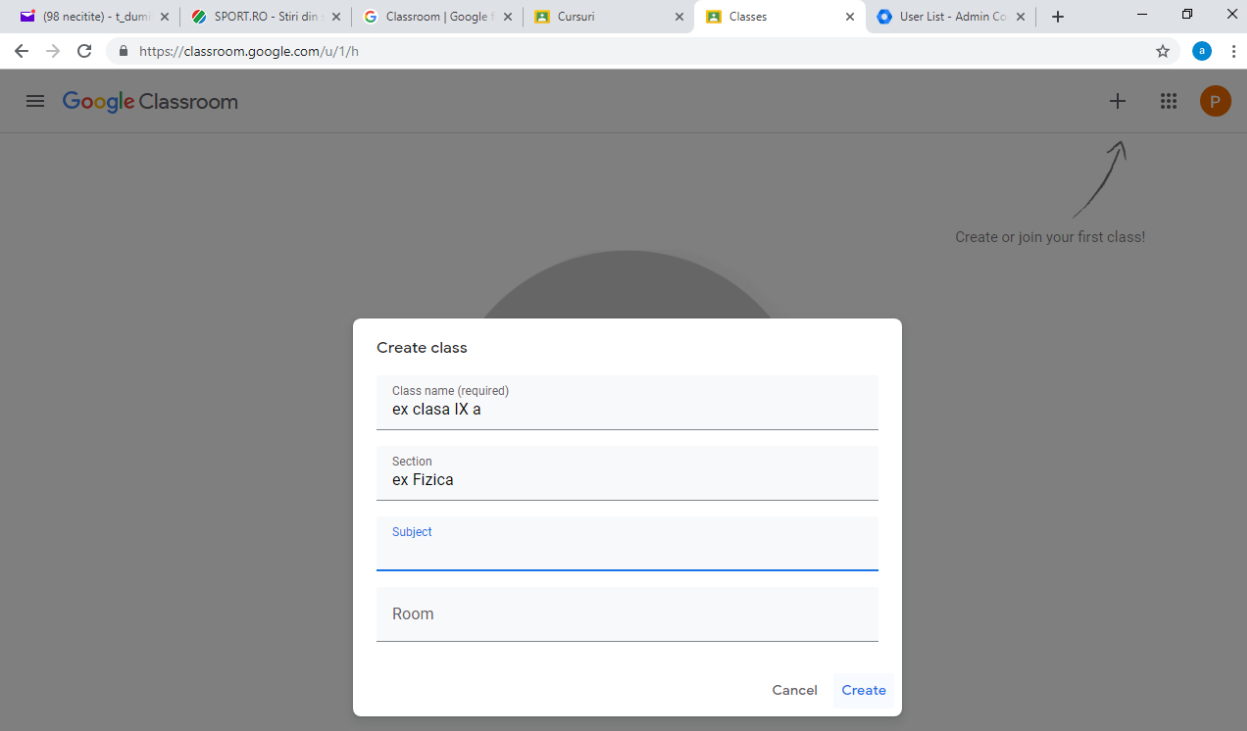 (98 necitite) - t_dumi
SPORT.RO - Stiri din
Classroom | Google f
Cursuri
Classes
User List - Admin Co
https://classroom.google.com/u/1/h
a
Google Classroom
P
Create or join your first class!
Create class
Class name (required)
ex clasa IX a
Section
ex Fizica
Subject
Room
Cancel Create